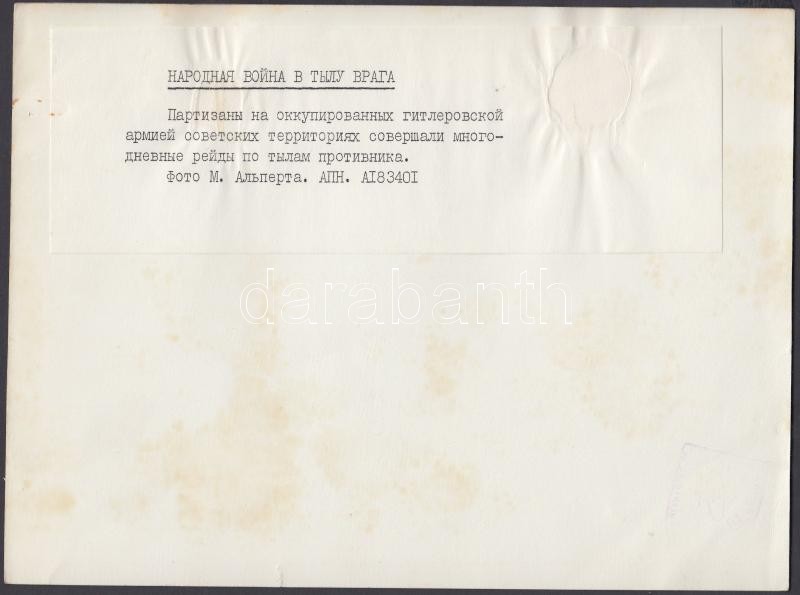 НАРОДНАЯ ВОЙНА В ТЫЛУ ВРАГА
Партизаны на оккупированных гитлеровской
армией советских территориях совершали много-
дневные рейды по тылам противника.
Фото М. Альперта. АПН. AI8340I
darabanth